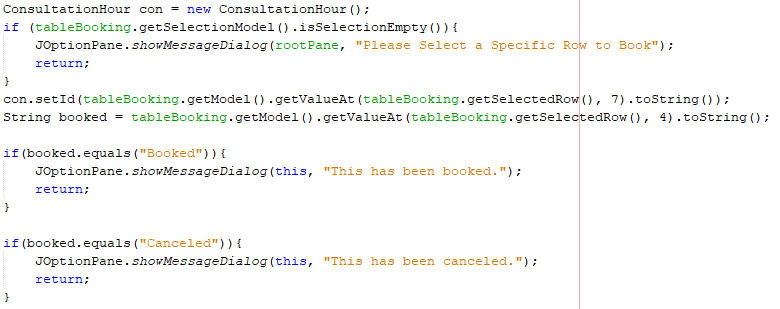 ConsultationHour con = new ConsultationHour();
if (tableBooking.getSelectionModel().isSelectionEmpty()){
    JOptionPane.showMessageDialog(rootPane, "Please Select a Specific Row to Book");
    return;
}
con.setId(tableBooking.getModel().getValueAt(tableBooking.getSelectedRow(), 7).toString());
String booked = tableBooking.getModel().getValueAt(tableBooking.getSelectedRow(), 4).toString();

if(booked.equals("Booked")){
    JOptionPane.showMessageDialog(this, "This has been booked.");
    return;
}

if(booked.equals("Canceled")){
    JOptionPane.showMessageDialog(this, "This has been canceled.");
    return;
}